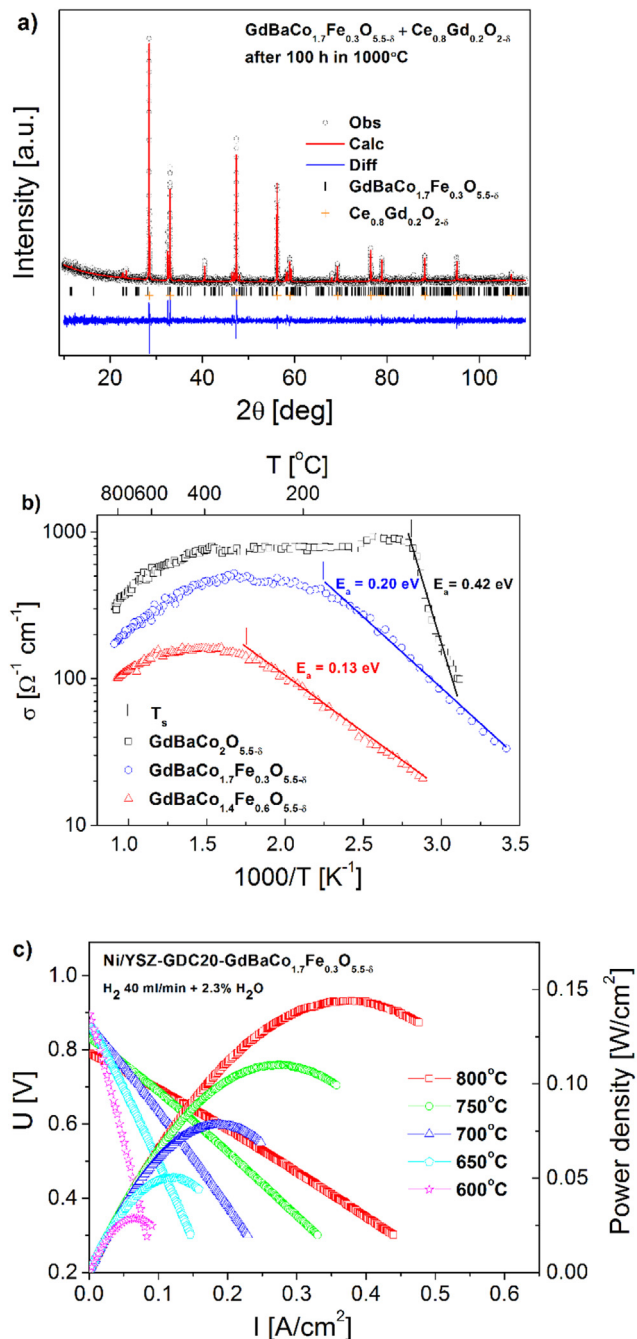 a)
GdBaCo1.7Fe0.3O5.5-δ + Ce0.8Gd0.2O2-δ
after 100 h in 1000°C
Obs
Calc
Diff
GdBaCo1.7Fe0.3O5.5-δ
Ce0.8Gd0.2O2-δ
Intensity [a.u.]
20 40 60 80 100
2θ [deg]
b)
T [°C]
800 600 400 200
1000
100
10
σ [Ω-1 cm-1]
Ea = 0.20 eV
Ea = 0.42 eV
Ea = 0.13 eV
Ts
GdBaCo2O5.5-δ
GdBaCo1.7Fe0.3O5.5-δ
GdBaCo1.4Fe0.6O5.5-δ
1.0 1.5 2.0 2.5 3.0 3.5
1000/T [K-1]
c)
Ni/YSZ-GDC20-GdBaCo1.7Fe0.3O5.5-δ
H2 40 ml/min + 2.3% H2O
1.0
0.8
0.6
0.4
0.2
U [V]
800°C
750°C
700°C
650°C
600°C
0.15
0.10
0.05
0.00
Power density [W/cm2]
0.0 0.1 0.2 0.3 0.4 0.5 0.6
I [A/cm2]